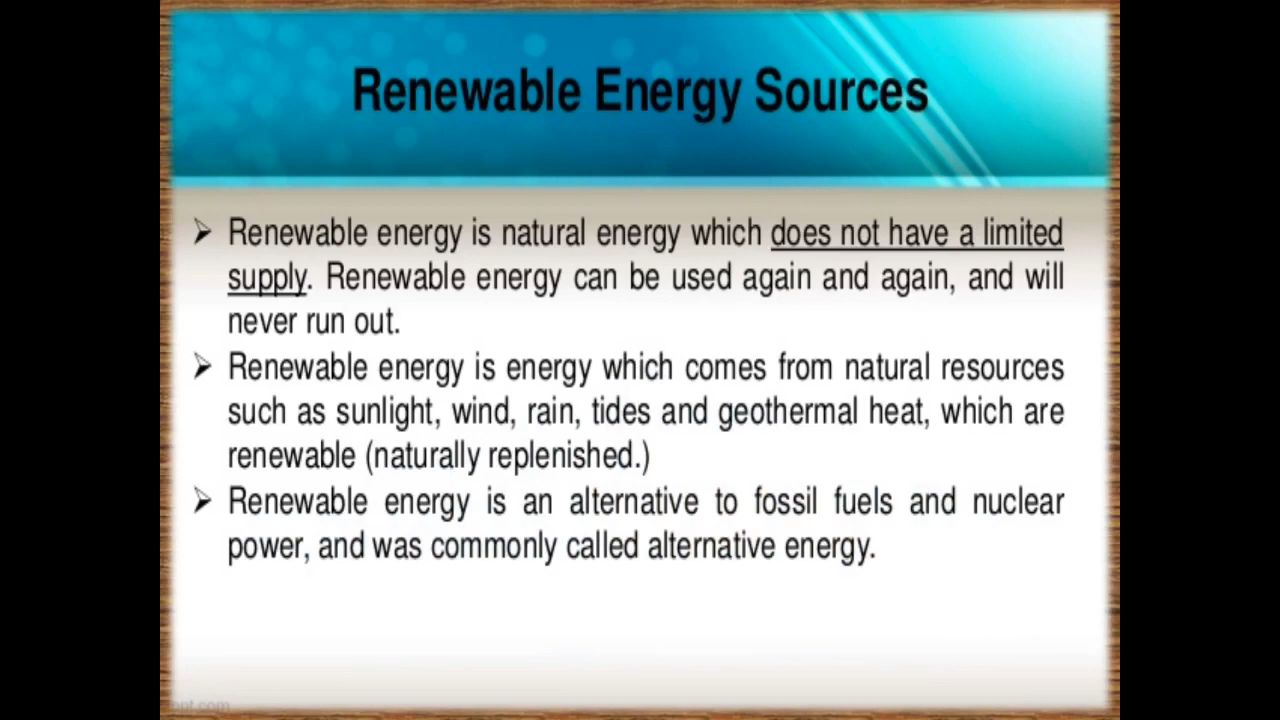 Renewable Energy Sources
Renewable energy is natural energy which does not have a limited
supply. Renewable energy can be used again and again, and will
never run out.
Renewable energy is energy which comes from natural resources
such as sunlight, wind, rain, tides and geothermal heat, which are
renewable (naturally replenished.)
Renewable energy is an alternative to fossil fuels and nuclear
power, and was commonly called alternative energy.